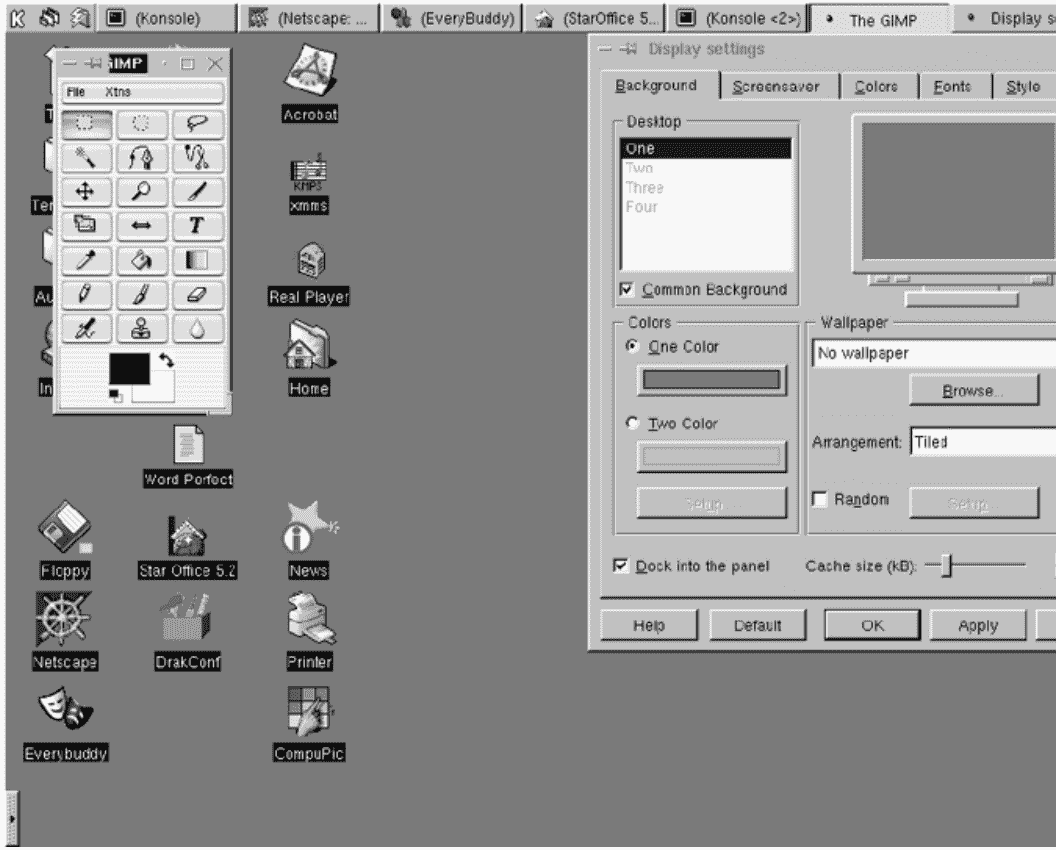 (Konsole)
(Netscape: ...
(EveryBuddy)
(StarOffice 5...
(Konsole <2>)
The GIMP
Display se
GIMP
File Xtns
Acrobat
KMPS
xmms
Real Player
Home
Word Perfect
Floppy
Star Office 5.2
News
Netscape
DrakConf
Printer
Everybuddy
CompuPic
Display settings
Background
Screensaver
Colors
Fonts
Style
Desktop
One
Two
Three
Four
Common Background
Colors
One Color
Two Color
Setup...
Wallpaper
No wallpaper
Browse...
Arrangement: Tiled
Random
Setup...
Dock into the panel
Cache size (kB):
Help
Default
OK
Apply